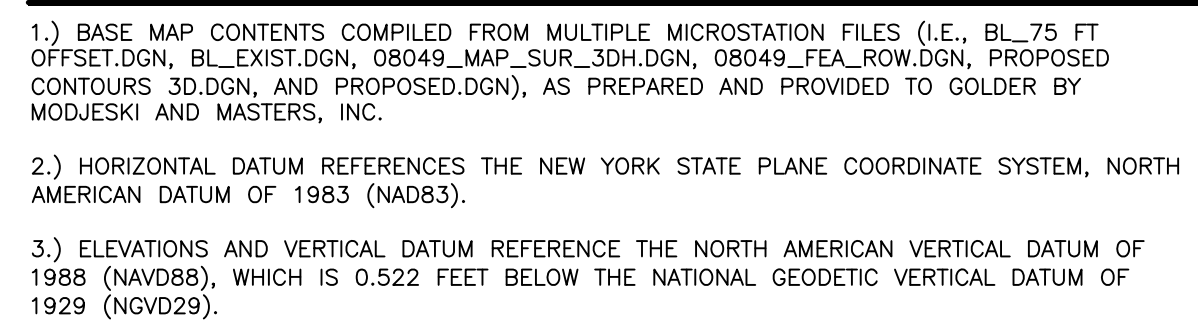 1.) BASE MAP CONTENTS COMPILED FROM MULTIPLE MICROSTATION FILES (I.E., BL_75 FT
OFFSET.DGN, BL_EXIST.DGN, 08049_MAP_SUR_3DH.DGN, 08049_FEA_ROW.DGN, PROPOSED
CONTOURS 3D.DGN, AND PROPOSED.DGN), AS PREPARED AND PROVIDED TO GOLDER BY
MODJESKI AND MASTERS, INC.
2.) HORIZONTAL DATUM REFERENCES THE NEW YORK STATE PLANE COORDINATE SYSTEM, NORTH
AMERICAN DATUM OF 1983 (NAD83).
3.) ELEVATIONS AND VERTICAL DATUM REFERENCE THE NORTH AMERICAN VERTICAL DATUM OF
1988 (NAVD88), WHICH IS 0.522 FEET BELOW THE NATIONAL GEODETIC VERTICAL DATUM OF
1929 (NGVD29).